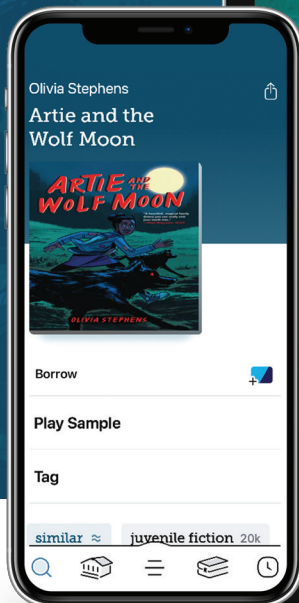 Olivia Stephens
Artie and the
Wolf Moon
ARTIE AND THE
WOLF MOON
OLIVIA STEPHENS
Borrow
Play Sample
Tag
similar ≈ juvenile fiction 20k